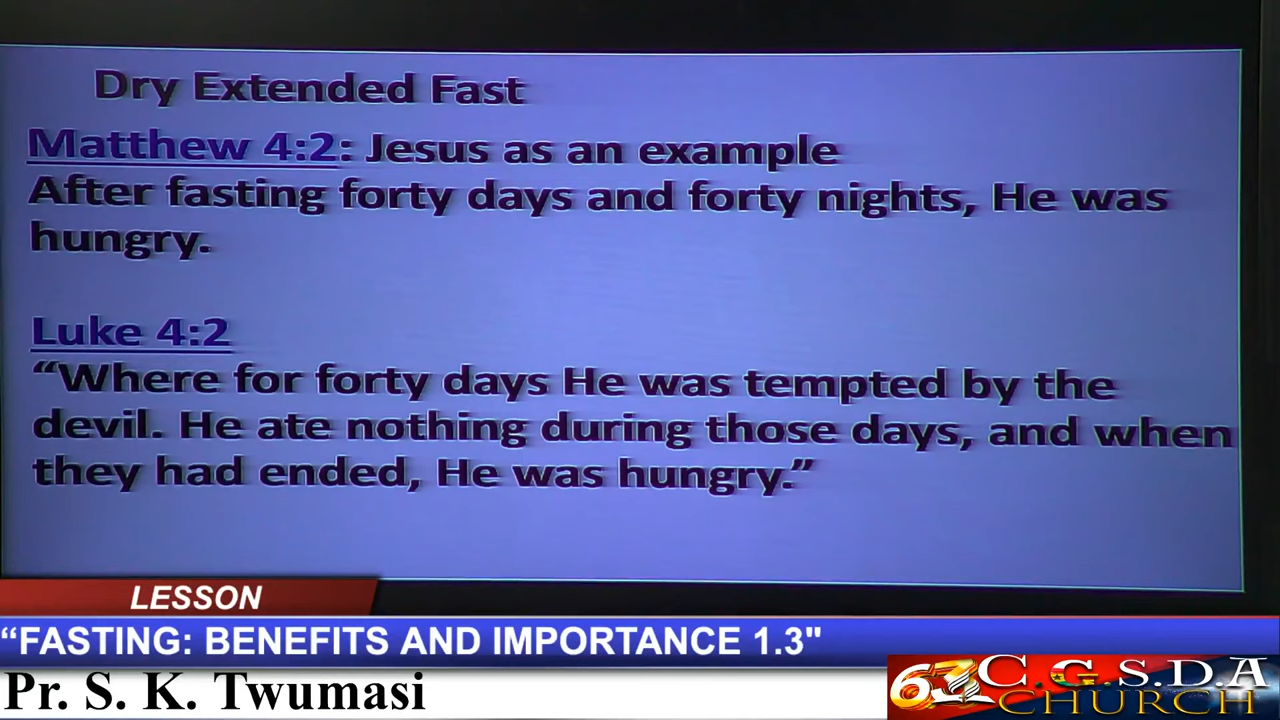 Dry Extended Fast
Matthew 4:2: Jesus as an example
After fasting forty days and forty nights, He was
hungry.
Luke 4:2
“Where for forty days He was tempted by the
devil. He ate nothing during those days, and when
they had ended, He was hungry.”
LESSON
“FASTING: BENEFITS AND IMPORTANCE 1.3"
Pr. S. K. Twumasi
63 C.G.S.D.A
CHURCH